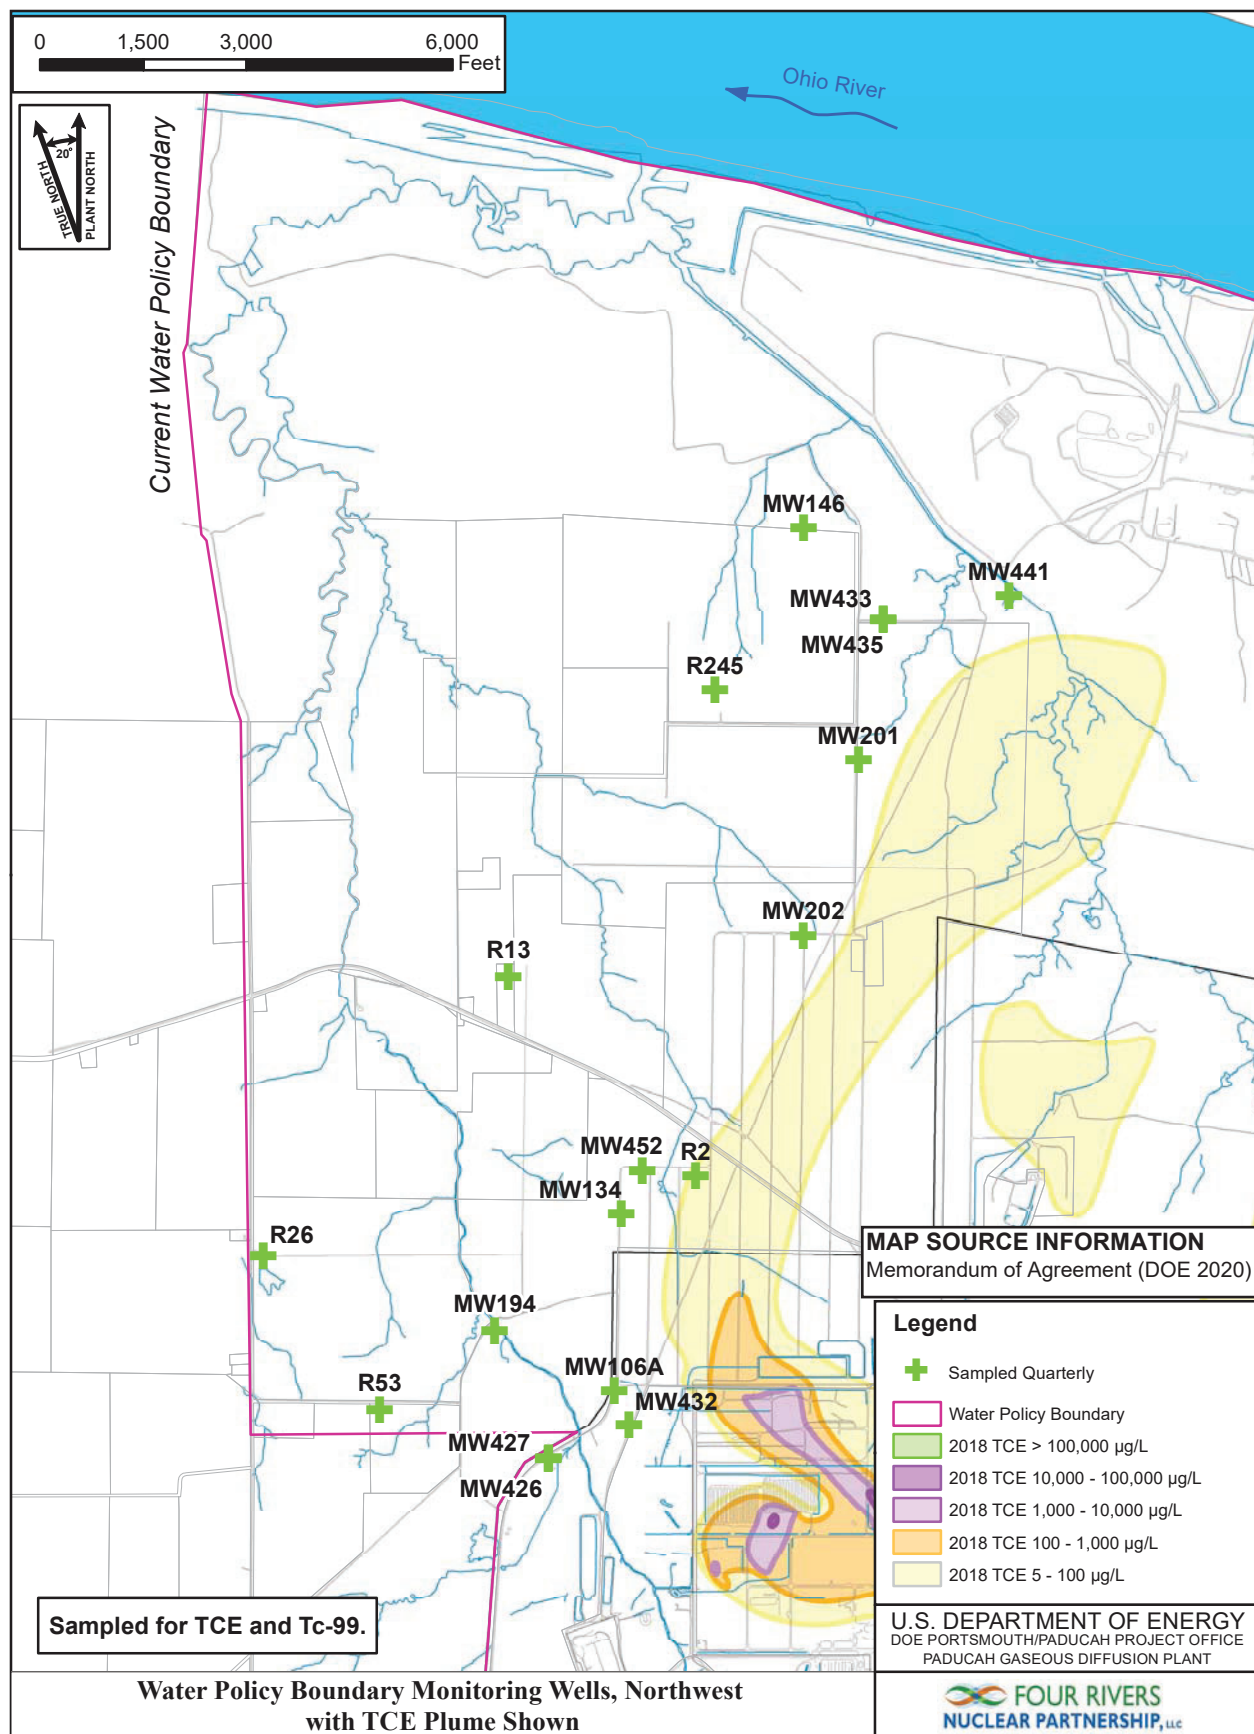 0 1,500 3,000 6,000
Feet
Ohio River
TRUE NORTH
20°
PLANT NORTH
Current Water Policy Boundary
MW146
MW441
MW433
MW435
R245
MW201
MW202
R13
MW452
R2
MW134
R26
MW194
MW106A
R53
MW432
MW427
MW426
MAP SOURCE INFORMATION
Memorandum of Agreement (DOE 2020)
Legend
Sampled Quarterly
Water Policy Boundary
2018 TCE > 100,000 µg/L
2018 TCE 10,000 - 100,000 µg/L
2018 TCE 1,000 - 10,000 µg/L
2018 TCE 100 - 1,000 µg/L
2018 TCE 5 - 100 µg/L
Sampled for TCE and Tc-99.
U.S. DEPARTMENT OF ENERGY
DOE PORTSMOUTH/PADUCAH PROJECT OFFICE
PADUCAH GASEOUS DIFFUSION PLANT
Water Policy Boundary Monitoring Wells, Northwest
with TCE Plume Shown
FOUR RIVERS
NUCLEAR PARTNERSHIP, LLC